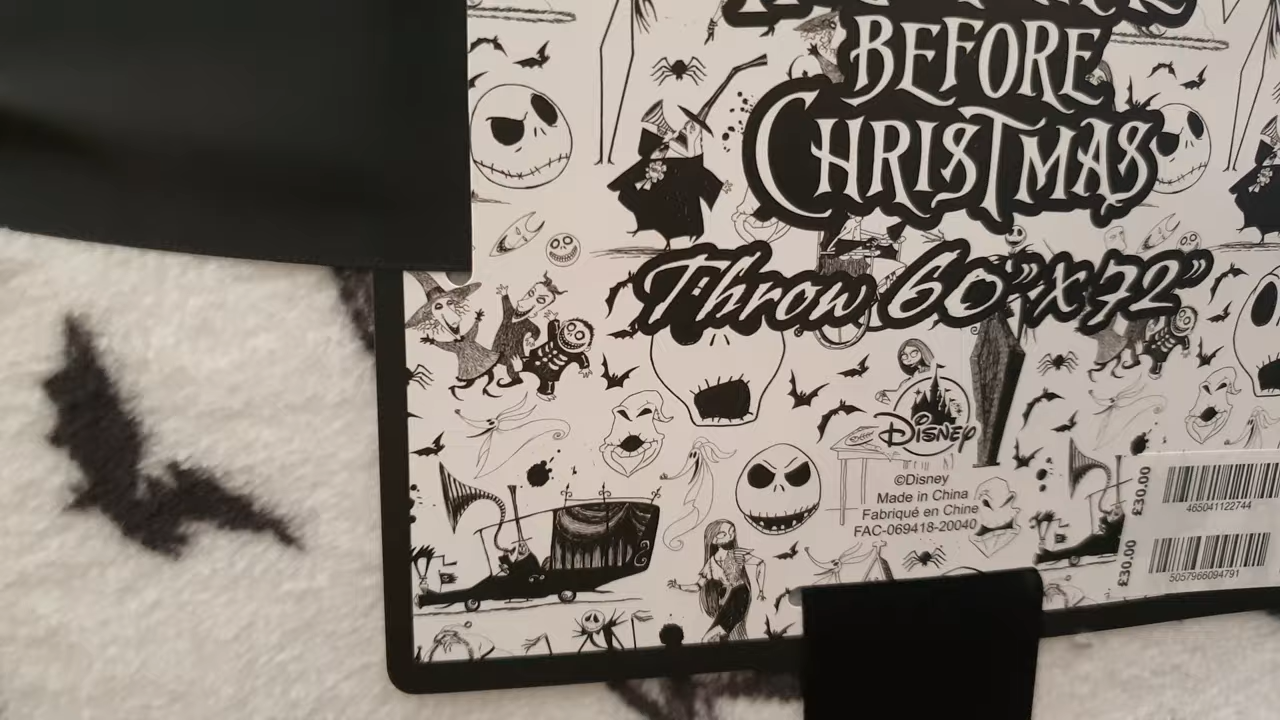 BEFORE
CHRISTMAS
Throw 60"X72"
Disney
©Disney
Made in China
Fabriqué en Chine
FAC-069418-20040
£30.00
465041122744
£30.00
5057966094791